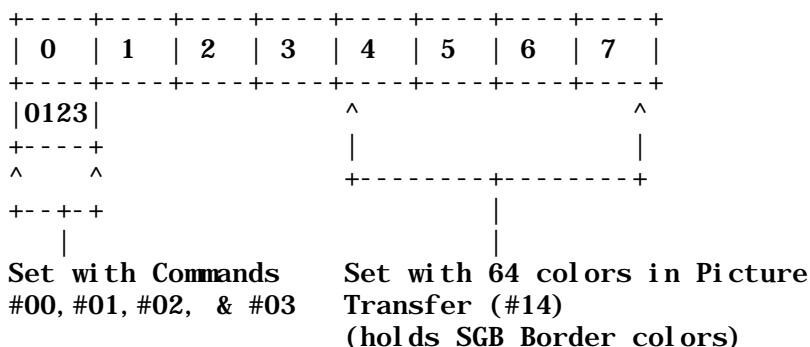 +----+----+----+----+----+----+----+----+
| 0 | 1 | 2 | 3 | 4 | 5 | 6 | 7 |
+----+----+----+----+----+----+----+----+
|0123| ^ ^
+----+ | |
^ ^ +--------+--------+
+--+-+ |
| |
Set with Commands Set with 64 colors in Picture
#00,#01,#02, & #03 Transfer (#14)
(holds SGB Border colors)